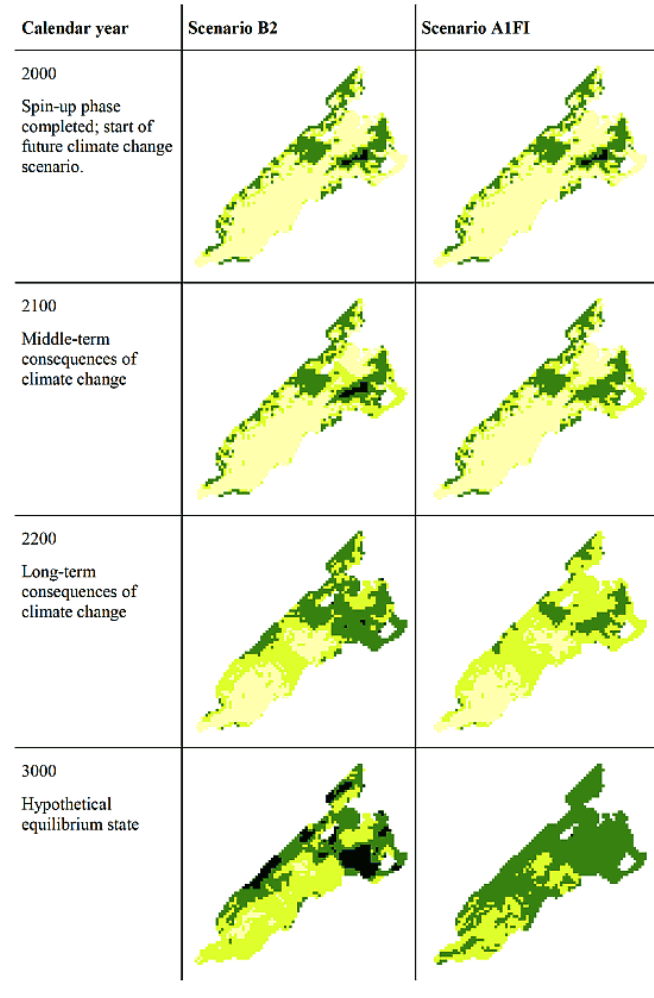 Calendar year
Scenario B2
Scenario A1FI
2000
Spin-up phase
completed; start of
future climate change
scenario.
2100
Middle-term
consequences of
climate change
2200
Long-term
consequences of
climate change
3000
Hypothetical
equilibrium state